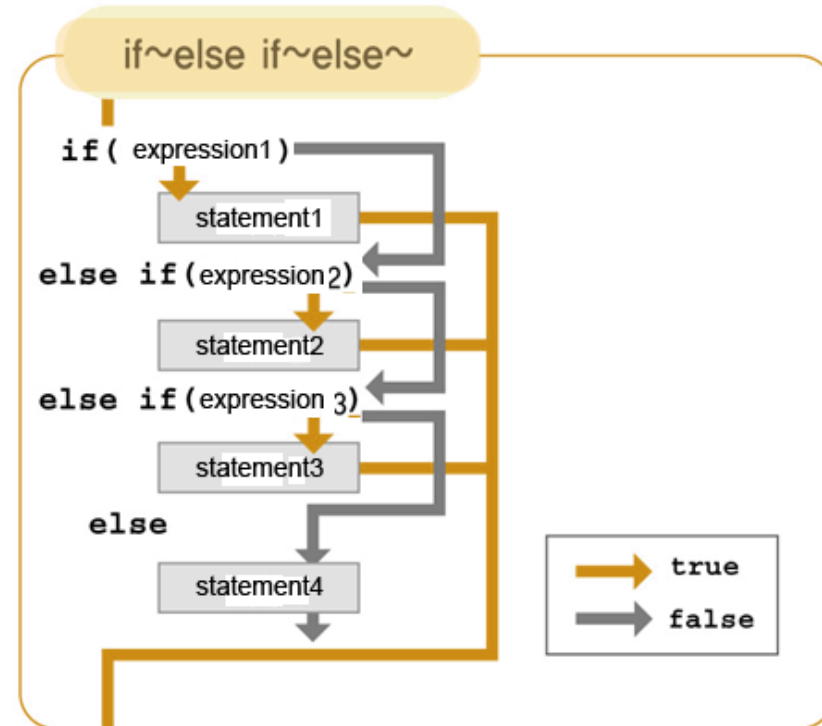 if~else if~else~
if( expression1 )
statement1
else if(expression2)
statement2
else if(expression 3)
statement3
else
statement4
true
false